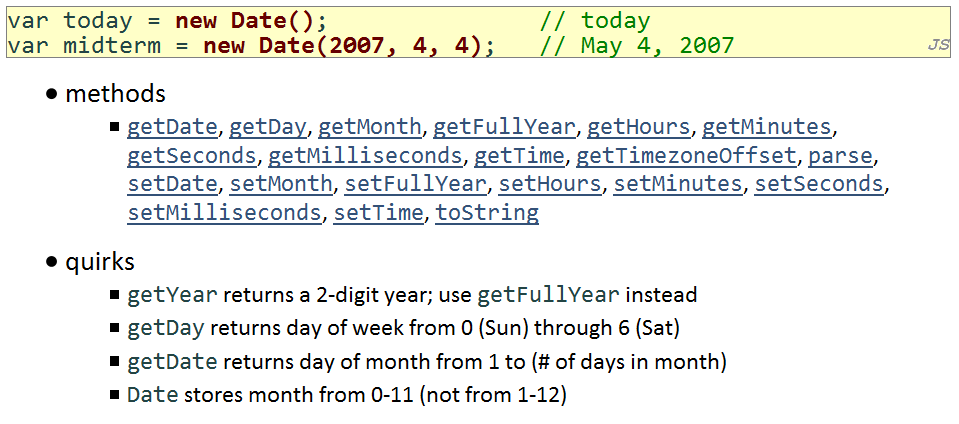 var today = new Date(); // today
var midterm = new Date(2007, 4, 4); // May 4, 2007 JS
• methods
▪ getDate, getDay, getMonth, getFullYear, getHours, getMinutes,
getSeconds, getMilliseconds, getTime, getTimezoneOffset, parse,
setDate, setMonth, setFullYear, setHours, setMinutes, setSeconds,
setMilliseconds, setTime, toString
• quirks
▪ getYear returns a 2-digit year; use getFullYear instead
▪ getDay returns day of week from 0 (Sun) through 6 (Sat)
▪ getDate returns day of month from 1 to (# of days in month)
▪ Date stores month from 0-11 (not from 1-12)